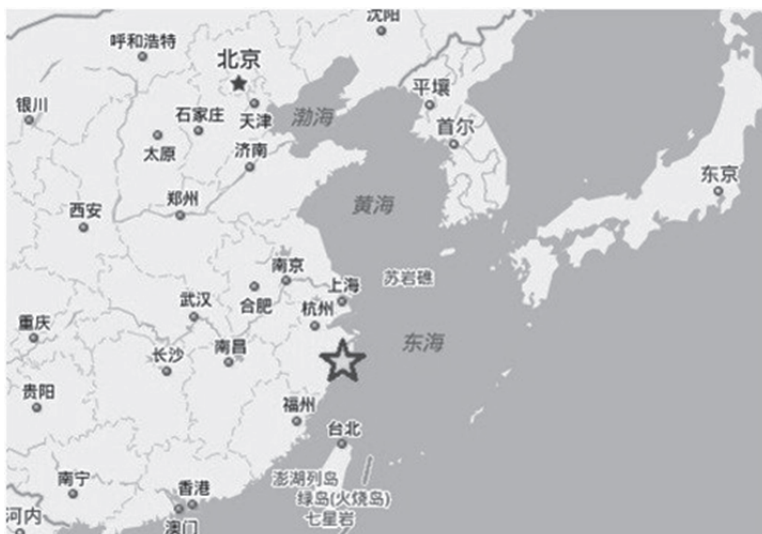 沈阳
呼和浩特
北京
平壤
银川
石家庄
天津
渤海
首尔
太原
济南
东京
郑州
黄海
西安
南京
苏岩礁
上海
合肥
武汉
杭州
重庆
东海
南昌
长沙
贵阳
福州
台北
澎湖列岛
南宁
香港
绿岛(火烧岛)
七星岩
河内
澳门